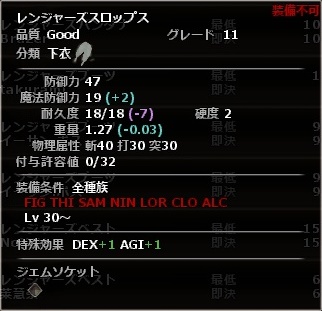 装備不可
レンジャーズスロップス
品質 Good グレード 11
分類 下衣
防御力 47
魔法防御力 19 (+2)
耐久度 18/18 (-7) 硬度 2
重量 1.27 (-0.03)
物理属性 斬40 打30 突30
付与許容値 0/32
装備条件 全種族
FIG THI SAM NIN LOR CLO ALC
Lv 30~
特殊効果 DEX+1 AGI+1
ジェムソケット